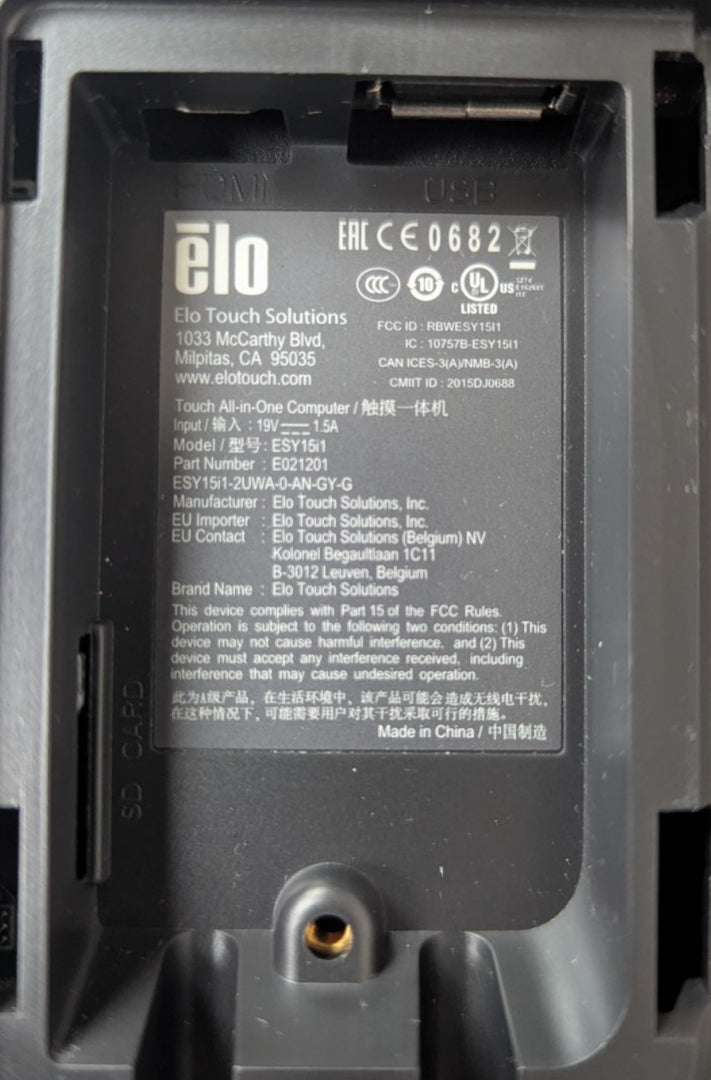 HDMI
USB
ēlo
EAC CE 0682
CCC 10 c UL US
LISTED
Elo Touch Solutions
1033 McCarthy Blvd,
Milpitas, CA 95035
www.elotouch.com
FCC ID : RBWESY15I1
IC : 10757B-ESY15I1
CAN ICES-3(A)/NMB-3(A)
CMIIT ID : 2015DJ0688
Touch All-in-One Computer / 触摸一体机
Input / 输入 : 19V 1.5A
Model / 型号: ESY15i1
Part Number : E021201
ESY15i1-2UWA-0-AN-GY-G
Manufacturer : Elo Touch Solutions, Inc.
EU Importer : Elo Touch Solutions, Inc.
EU Contact : Elo Touch Solutions (Belgium) NV
Kolonel Begaultlaan 1C11
B-3012 Leuven, Belgium
Brand Name : Elo Touch Solutions
This device complies with Part 15 of the FCC Rules.
Operation is subject to the following two conditions: (1) This
device may not cause harmful interference. and (2) This
device must accept any interference received, including
interference that may cause undesired operation.
此为A级产品，在生活环境中，该产品可能会造成无线电干扰，
在这种情况下，可能需要用户对其干扰采取可行的措施。
Made in China / 中国制造
SD CARD